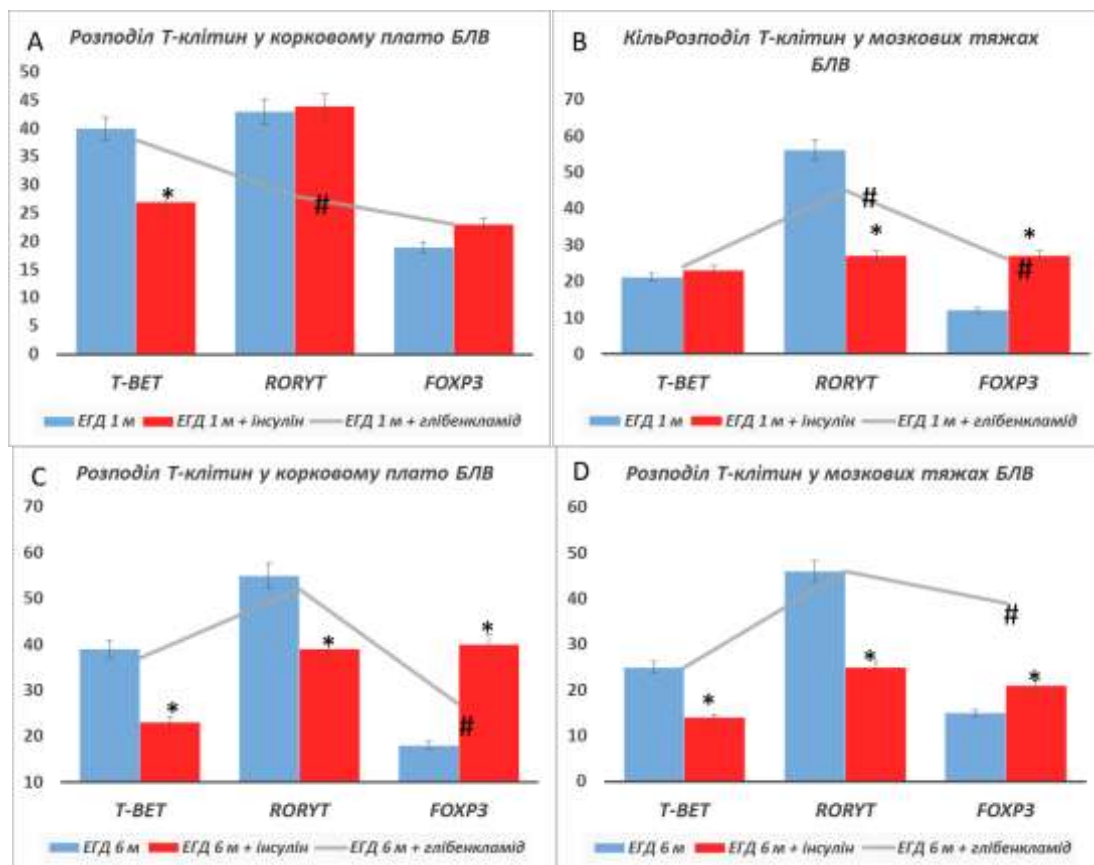 A
Розподіл Т-клітин у корковому плато БЛВ
50
45
40
35
30
25
20
15
10
5
0
*
#
T-BET RORYT FOXP3
ЕГД 1 м ЕГД 1 м + інсулін ЕГД 1 м + глібенкламід
B
КільРозподіл Т-клітин у мозкових тяжах
БЛВ
70
60
50
40
30
20
10
0
#
*
*
#
T-BET RORYT FOXP3
ЕГД 1 м ЕГД 1 м + інсулін ЕГД 1 м + глібенкламід
C
Розподіл Т-клітин у корковому плато БЛВ
70
60
50
40
30
20
10
*
*
*
#
T-BET RORYT FOXP3
ЕГД 6 м ЕГД 6 м + інсулін ЕГД 6 м + глібенкламід
D
Розподіл Т-клітин у мозкових тяжах БЛВ
60
50
40
30
20
10
0
*
*
#
*
T-BET RORYT FOXP3
ЕГД 6 м ЕГД 6 м + інсулін ЕГД 6 м + глібенкламід